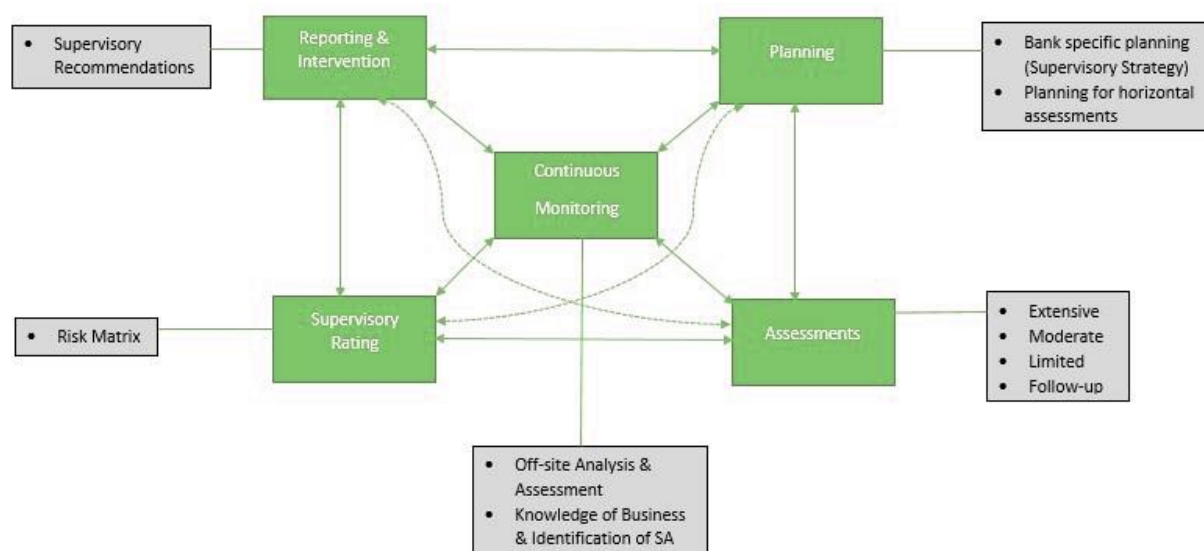 • Supervisory
Recommendations
Reporting &
Intervention
Planning
• Bank specific planning
(Supervisory Strategy)
• Planning for horizontal
assessments
Continuous
Monitoring
• Risk Matrix
Supervisory
Rating
Assessments
• Extensive
• Moderate
• Limited
• Follow-up
• Off-site Analysis &
Assessment
• Knowledge of Business
& Identification of SA